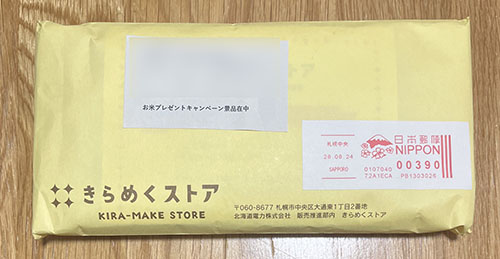 お米プレゼントキャンペーン景品在中
札幌中央
28.08.24
SAPPORO
日本郵便
NIPPON
00390
0107040
72A1ECA
PB1303026
きらめくストア
KIRA-MAKE STORE
〒060-8677 札幌市中央区大通東1丁目2番地
北海道電力株式会社 販売推進部内 きらめくストア